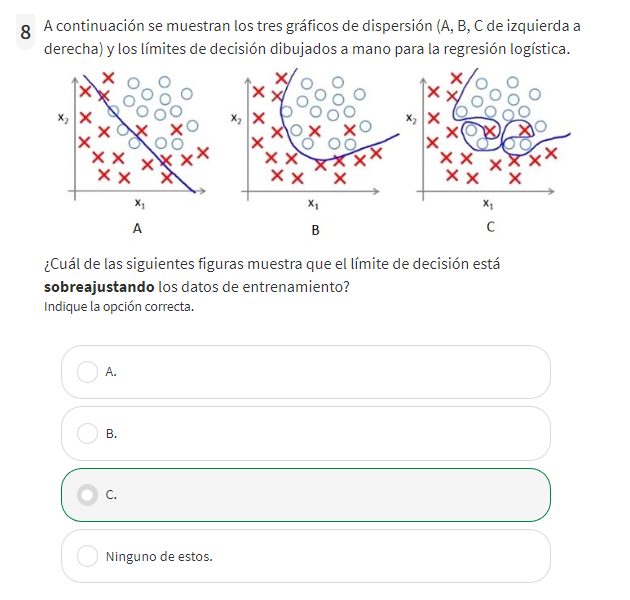 8
A continuación se muestran los tres gráficos de dispersión (A, B, C de izquierda a
derecha) y los límites de decisión dibujados a mano para la regresión logística.
x₂ x₂ x₂
x₁ x₁ x₁
A B C
¿Cuál de las siguientes figuras muestra que el límite de decisión está
sobreajustando los datos de entrenamiento?
Indique la opción correcta.
A.
B.
C.
Ninguno de estos.